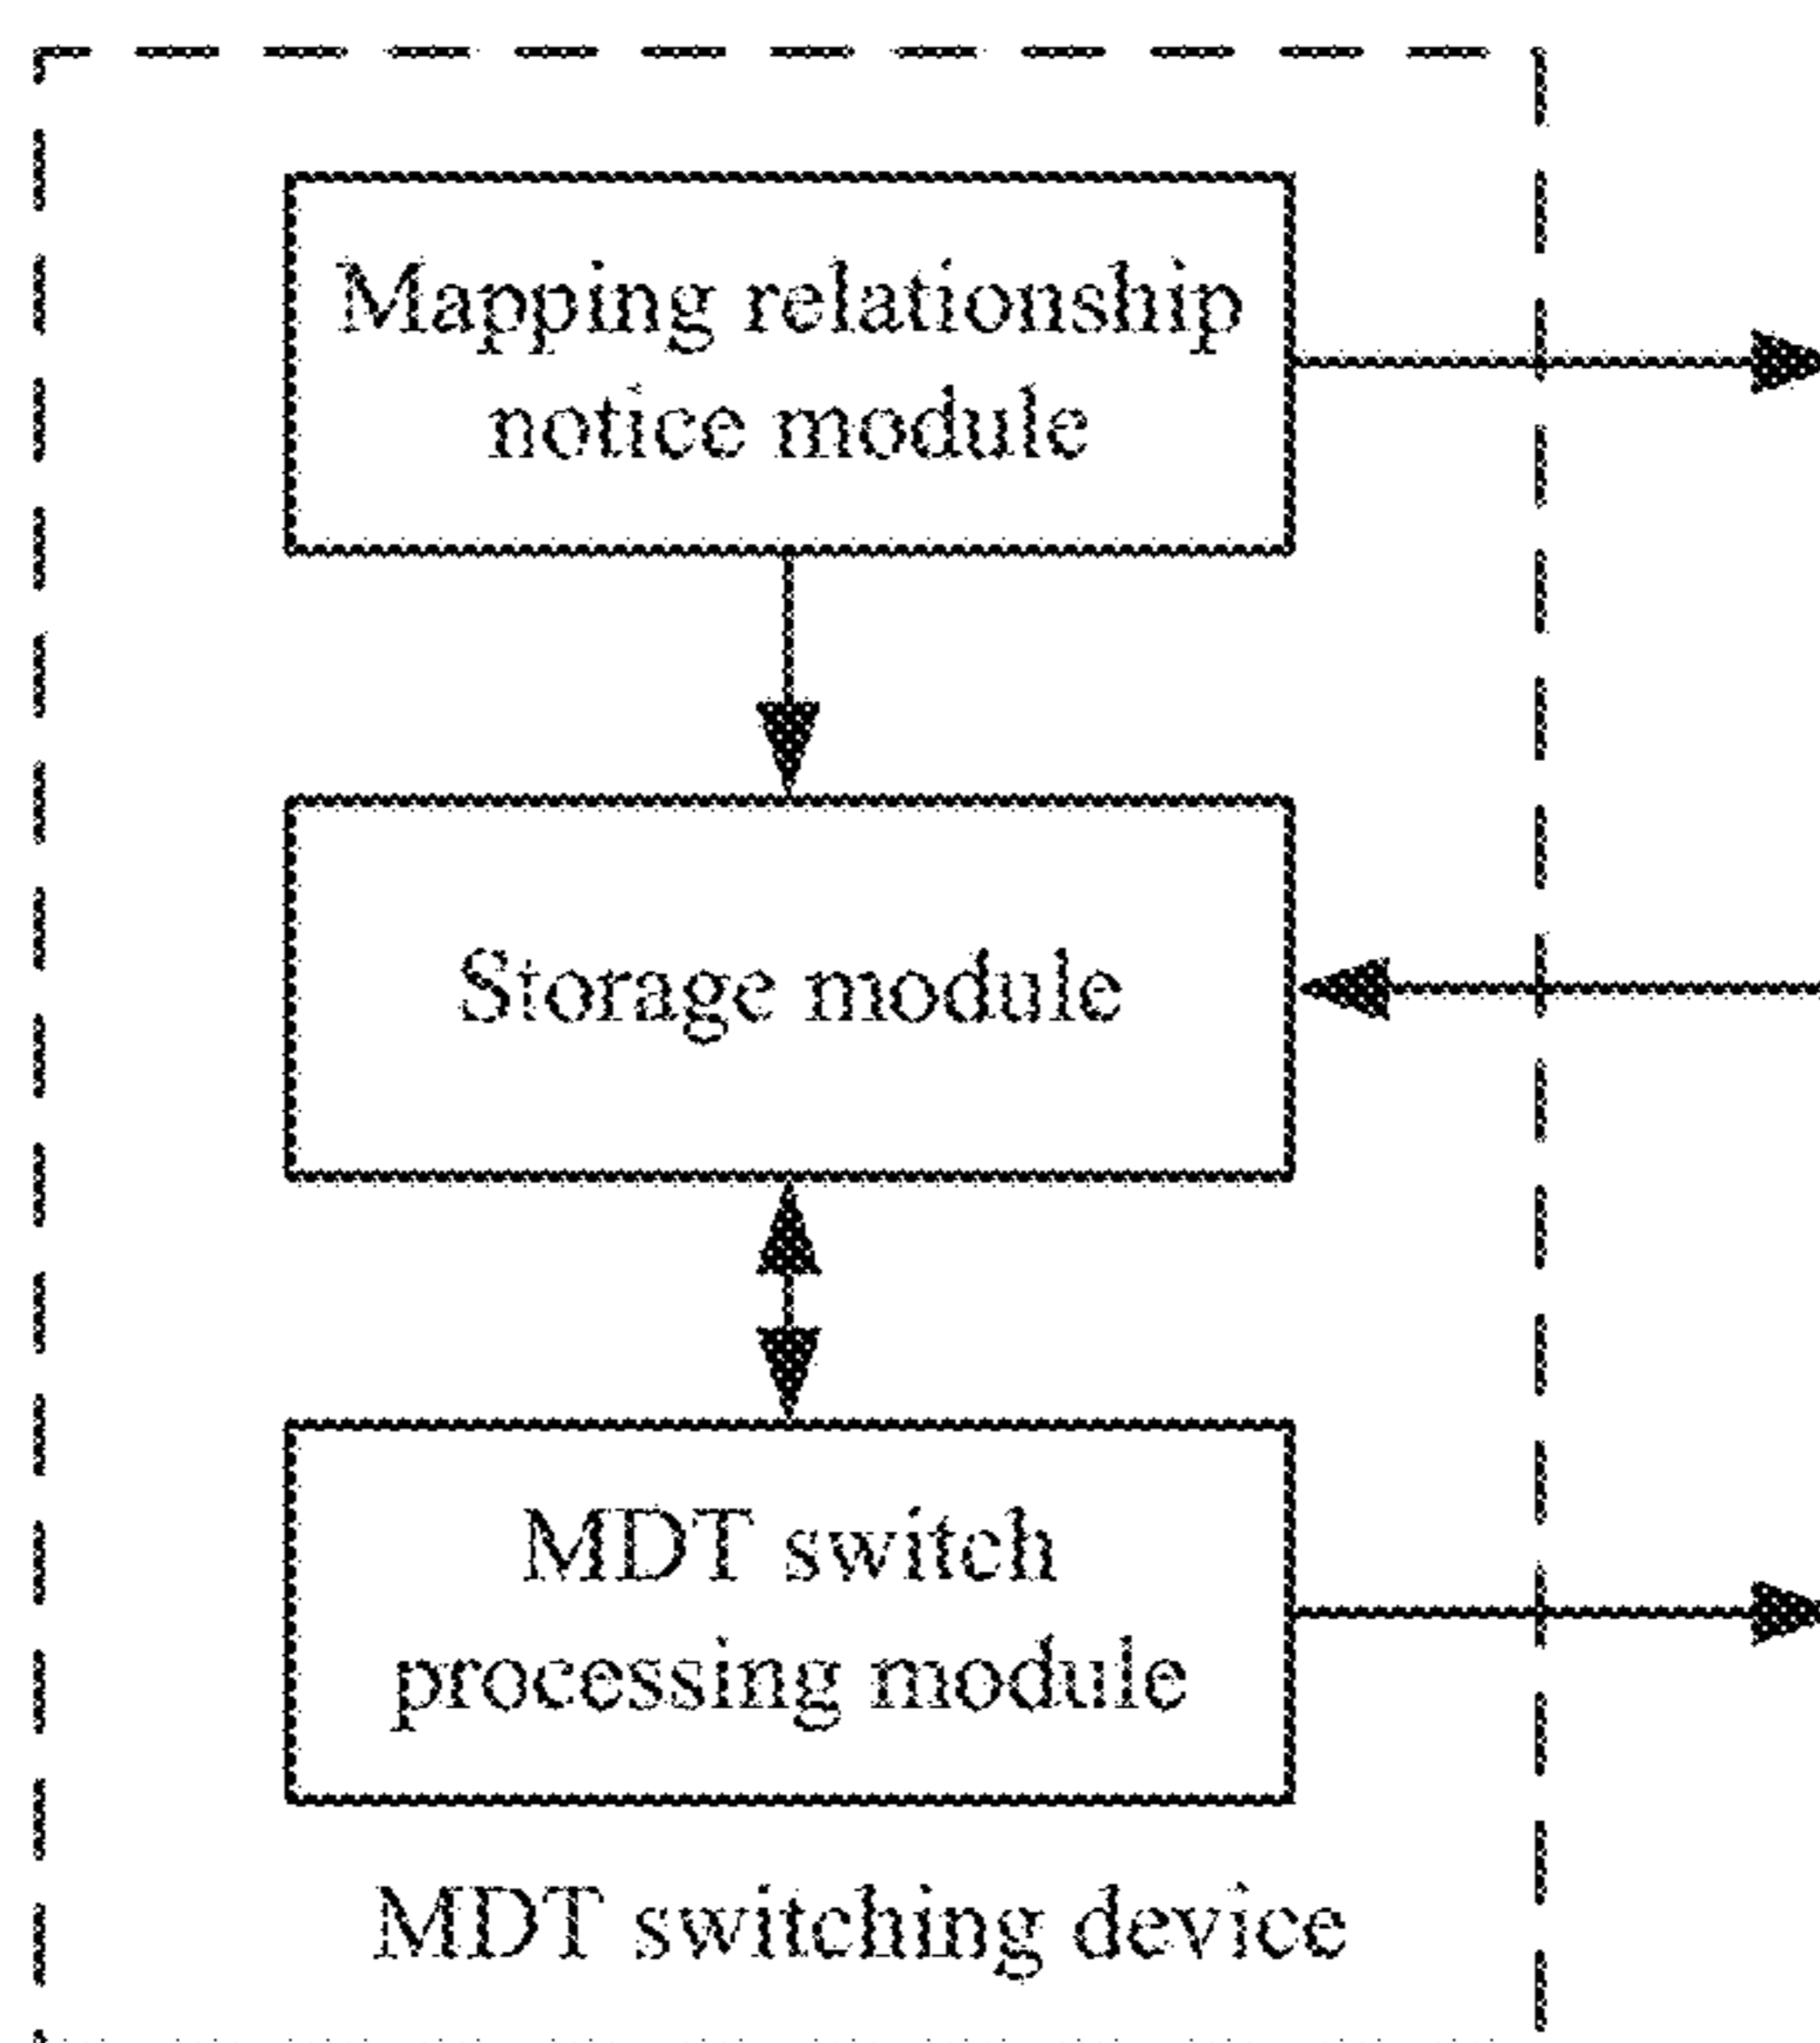 Mapping relationship
notice module
Storage module
MDT switch
processing module
MDT switching device